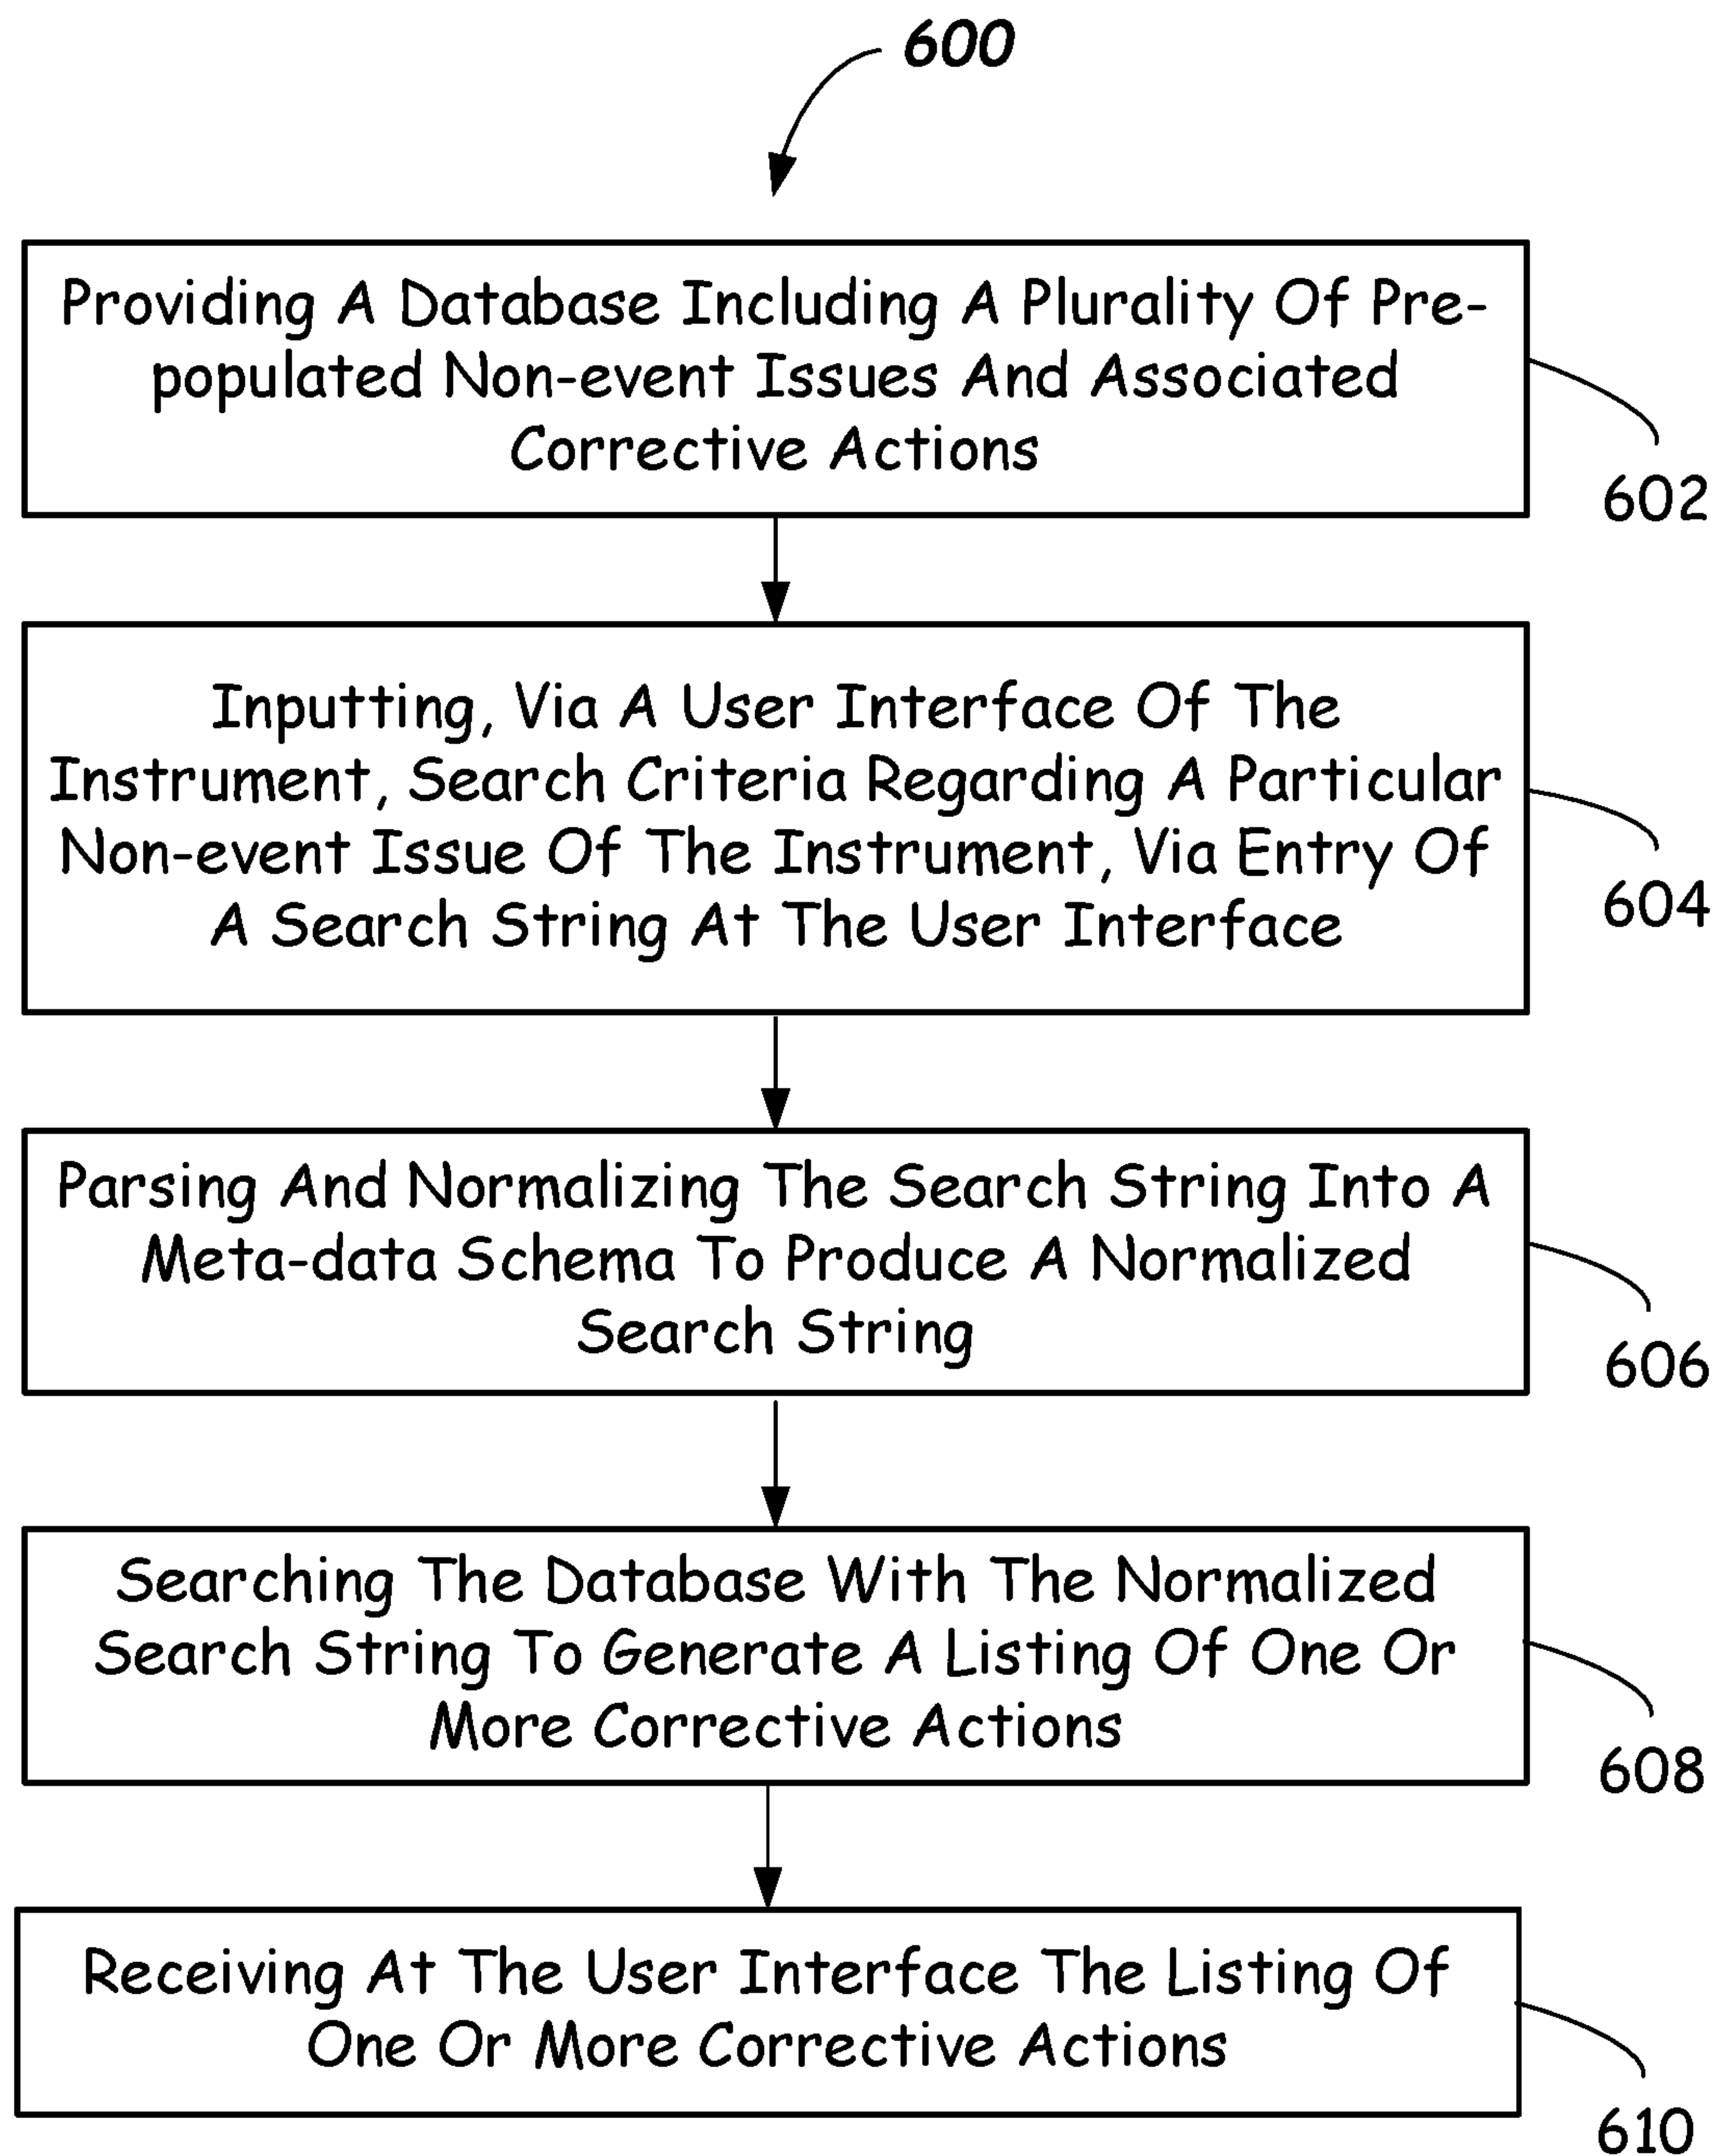 600
Providing A Database Including A Plurality Of Pre-
populated Non-event Issues And Associated
Corrective Actions
602
Inputting, Via A User Interface Of The
Instrument, Search Criteria Regarding A Particular
Non-event Issue Of The Instrument, Via Entry Of
A Search String At The User Interface
604
Parsing And Normalizing The Search String Into A
Meta-data Schema To Produce A Normalized
Search String
606
Searching The Database With The Normalized
Search String To Generate A Listing Of One Or
More Corrective Actions
608
Receiving At The User Interface The Listing Of
One Or More Corrective Actions
610